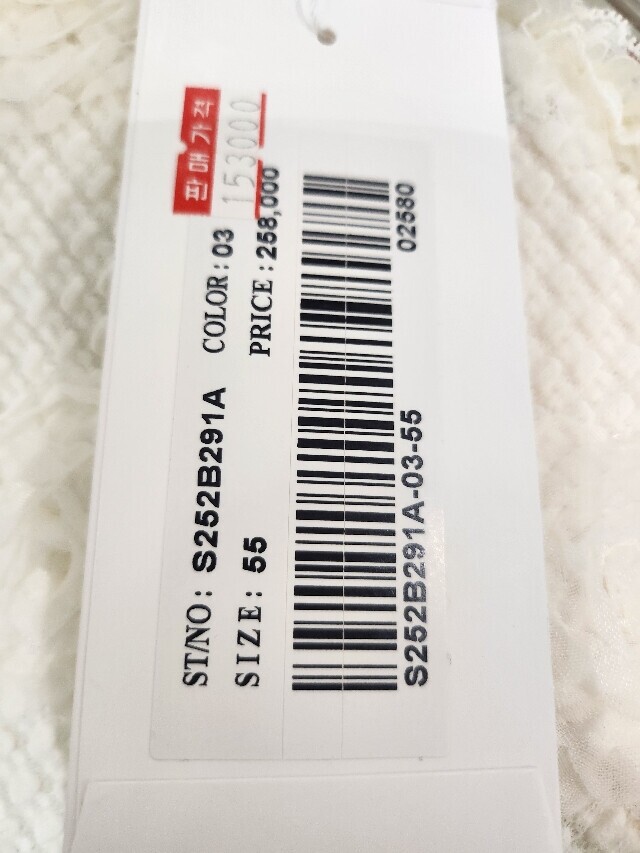 판매가격
153000
ST/NO: S252B291A COLOR: 03
SIZE: 55 PRICE: 258,000
02580
S252B291A-03-55